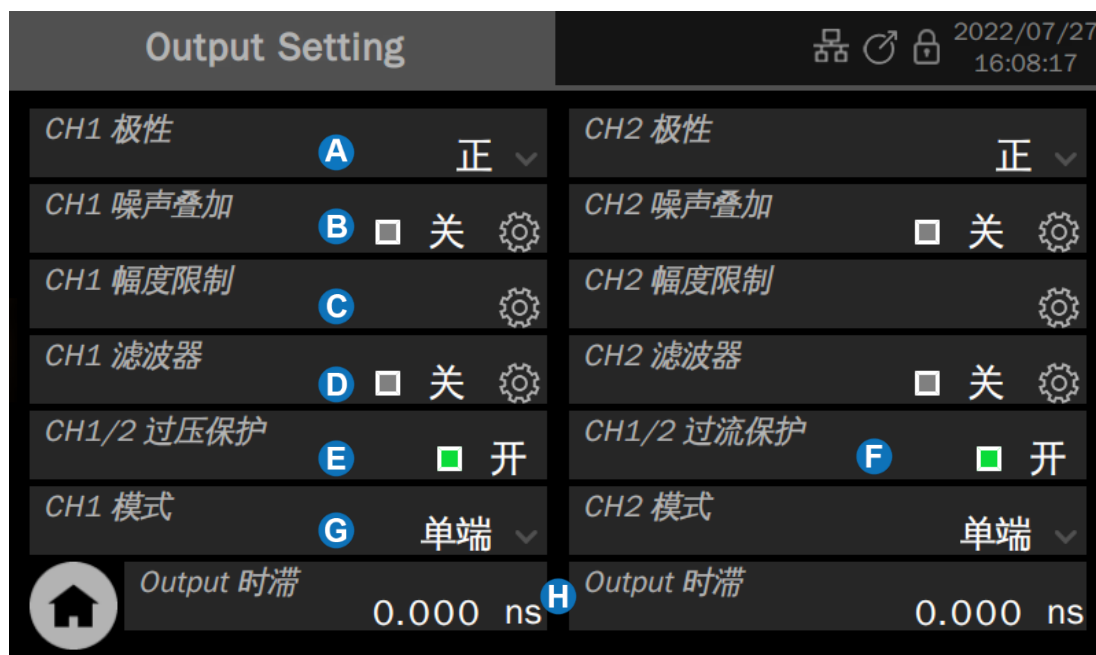 Output Setting
2022/07/27
16:08:17
CH1 极性
A
正
CH2 极性
正
CH1 噪声叠加
B
关
CH2 噪声叠加
关
CH1 幅度限制
C
CH2 幅度限制
CH1 滤波器
D
关
CH2 滤波器
关
CH1/2 过压保护
E
开
CH1/2 过流保护
F
开
CH1 模式
G
单端
CH2 模式
单端
Output 时滞
0.000 ns
H
Output 时滞
0.000 ns